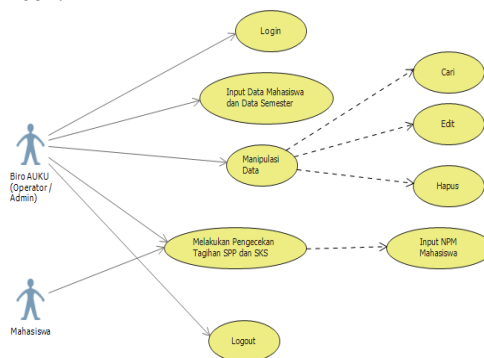 Login
Input Data Mahasiswa
dan Data Semester
Cari
Edit
Manipulasi
Data
Hapus
Biro AUKU
(Operator /
Admin)
Melakukan Pengecekan
Tagihan SPP dan SKS
Input NPM
Mahasiswa
Mahasiswa
Logout